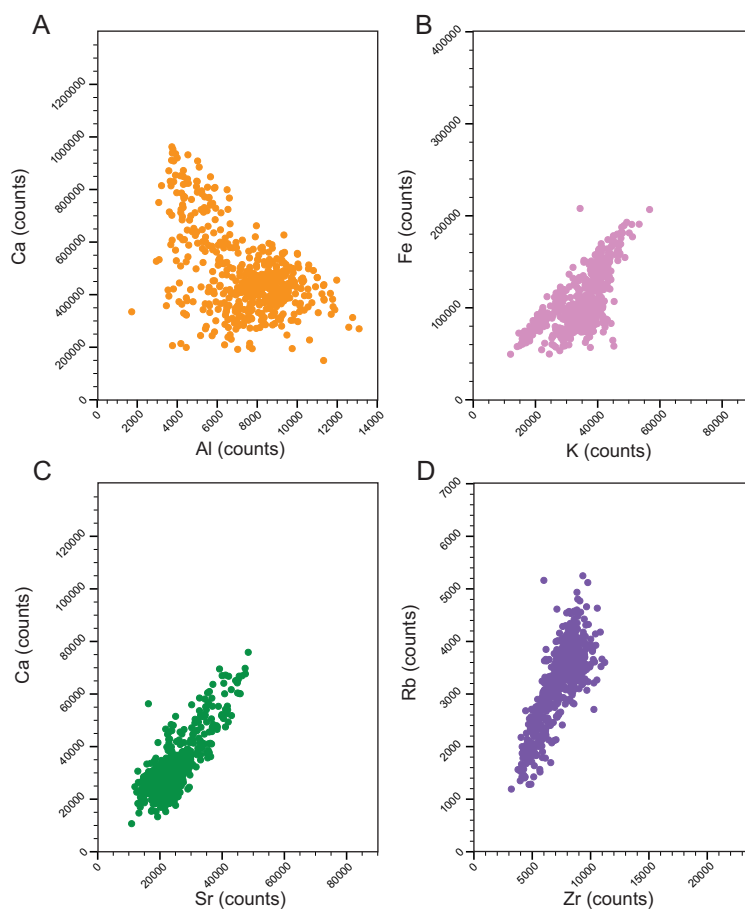 A
1200000
1000000
800000
600000
400000
200000
0
Ca (counts)
0 2000 4000 6000 8000 10000 12000 14000
Al (counts)
B
400000
300000
200000
100000
0
Fe (counts)
0 20000 40000 60000 80000
K (counts)
C
120000
100000
80000
60000
40000
20000
0
Ca (counts)
0 20000 40000 60000 80000
Sr (counts)
D
7000
6000
5000
4000
3000
2000
1000
0
Rb (counts)
0 5000 10000 15000 20000
Zr (counts)